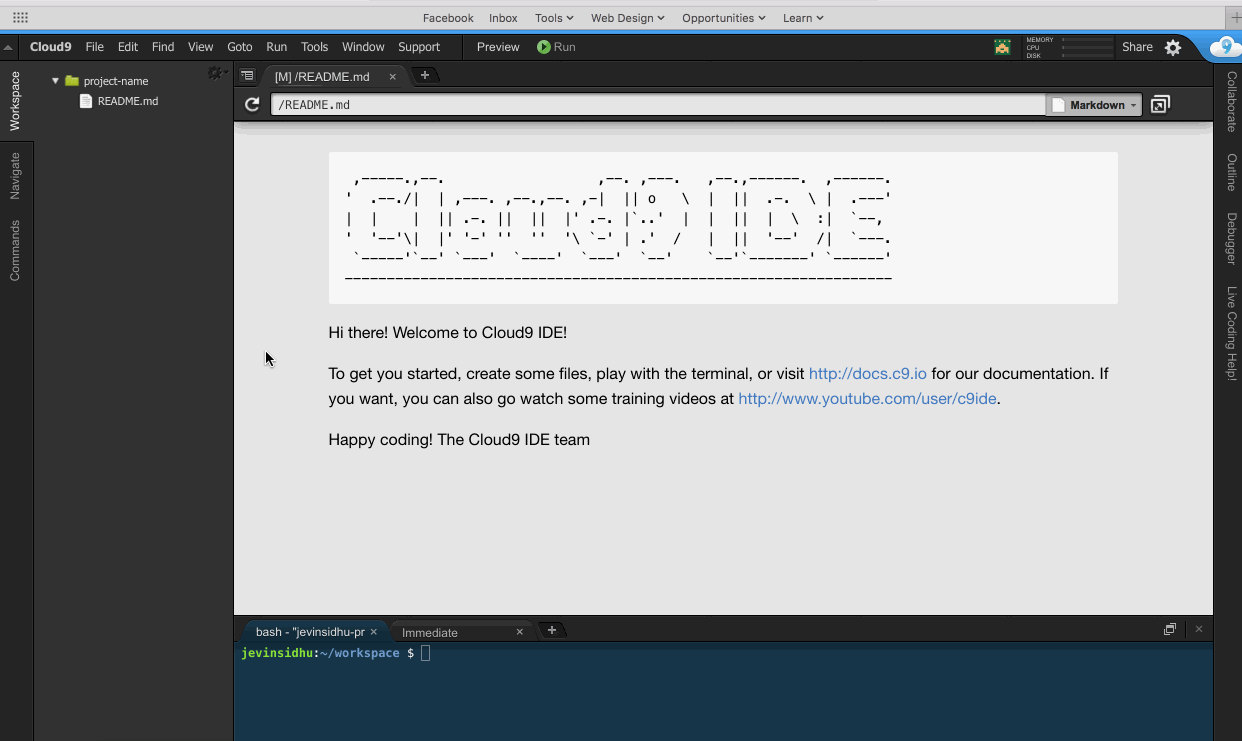 Facebook Inbox Tools Web Design Opportunities Learn
Cloud9 File Edit Find View Goto Run Tools Window Support Preview Run MEMORY CPU DISK Share
Workspace
Navigate
Commands
project-name
README.md
[M] /README.md
/README.md Markdown
Cloud9 IDE
Hi there! Welcome to Cloud9 IDE!
To get you started, create some files, play with the terminal, or visit http://docs.c9.io for our documentation. If
you want, you can also go watch some training videos at http://www.youtube.com/user/c9ide.
Happy coding! The Cloud9 IDE team
Collaborate
Outline
Debugger
Live Coding Help!
bash - "jevinsidhu-pr Immediate
jevinsidhu:~/workspace $